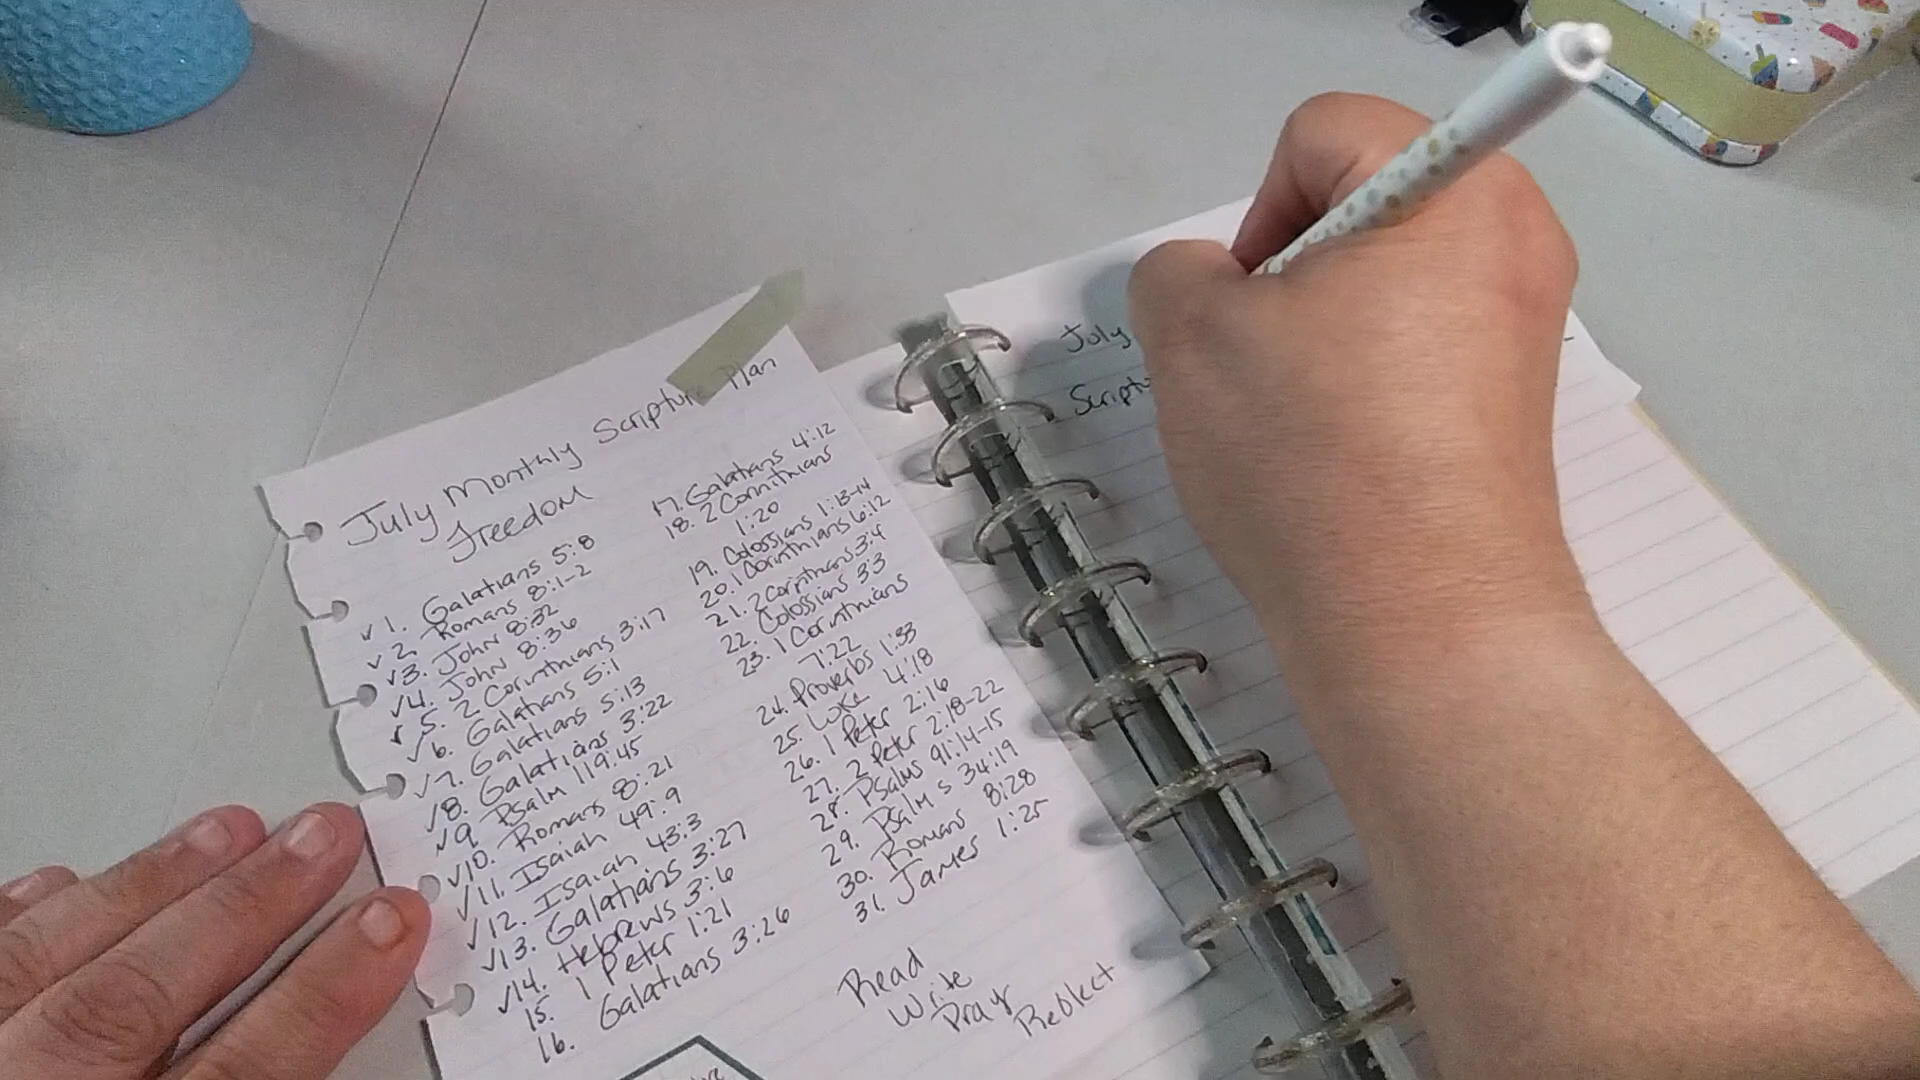 July Monthly Scripture Plan
Freedom
✓ 1. Galatians 5:8
✓ 2. Romans 8:1-2
✓3. John 8:32
✓4. John 8:36
✓5. 2 Corinthians 3:17
✓6. Galatians 5:1
✓7. Galatians 5:13
✓8. Galatians 3:22
✓9 Psalm 119:45
✓10. Romans 8:21
✓11. Isaiah 49:9
✓12. Isaiah 43:3
✓13. Galatians 3:27
✓14. Hebrews 3:6
15. 1 Peter 1:21
16. Galatians 3:26
17. Galatians 4:12
18. 2 Cornithians
1:20
19. Colossians 1:13-14
20. 1 Corinthians 6:12
21. 2 Corinthians 3:4
22. Colossians 3:3
23. 1 Corinthians
7:22
24. Proverbs 1:33
25. Luke 4:18
26. 1 Peter 2:16
27. 2 Peter 2:18-22
28. Psalms 91:14-15
29. Psalm s 34:19
30. Romans 8:28
31. James 1:25
Read
Write
Pray
Reflect
July